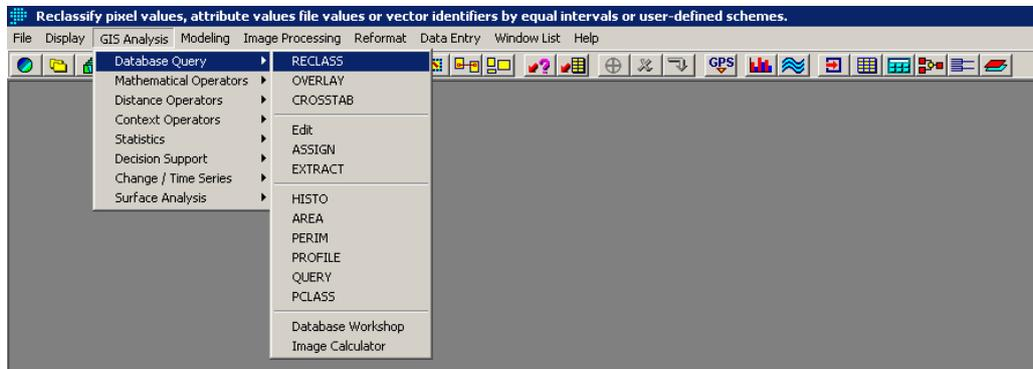 Reclassify pixel values, attribute values file values or vector identifiers by equal intervals or user-defined schemes.
File Display GIS Analysis Modeling Image Processing Reformat Data Entry Window List Help
GPS
Database Query
Mathematical Operators
Distance Operators
Context Operators
Statistics
Decision Support
Change / Time Series
Surface Analysis
RECLASS
OVERLAY
CROSSTAB
Edit
ASSIGN
EXTRACT
HISTO
AREA
PERIM
PROFILE
QUERY
PCLASS
Database Workshop
Image Calculator